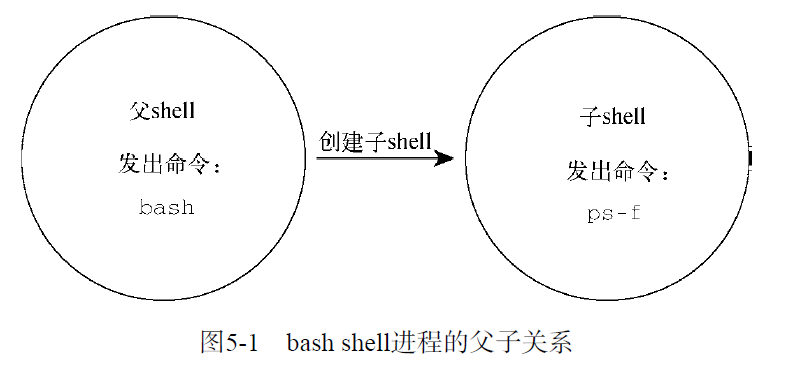 父shell
发出命令：
bash
创建子shell
子shell
发出命令：
ps-f
图5-1 bash shell进程的父子关系